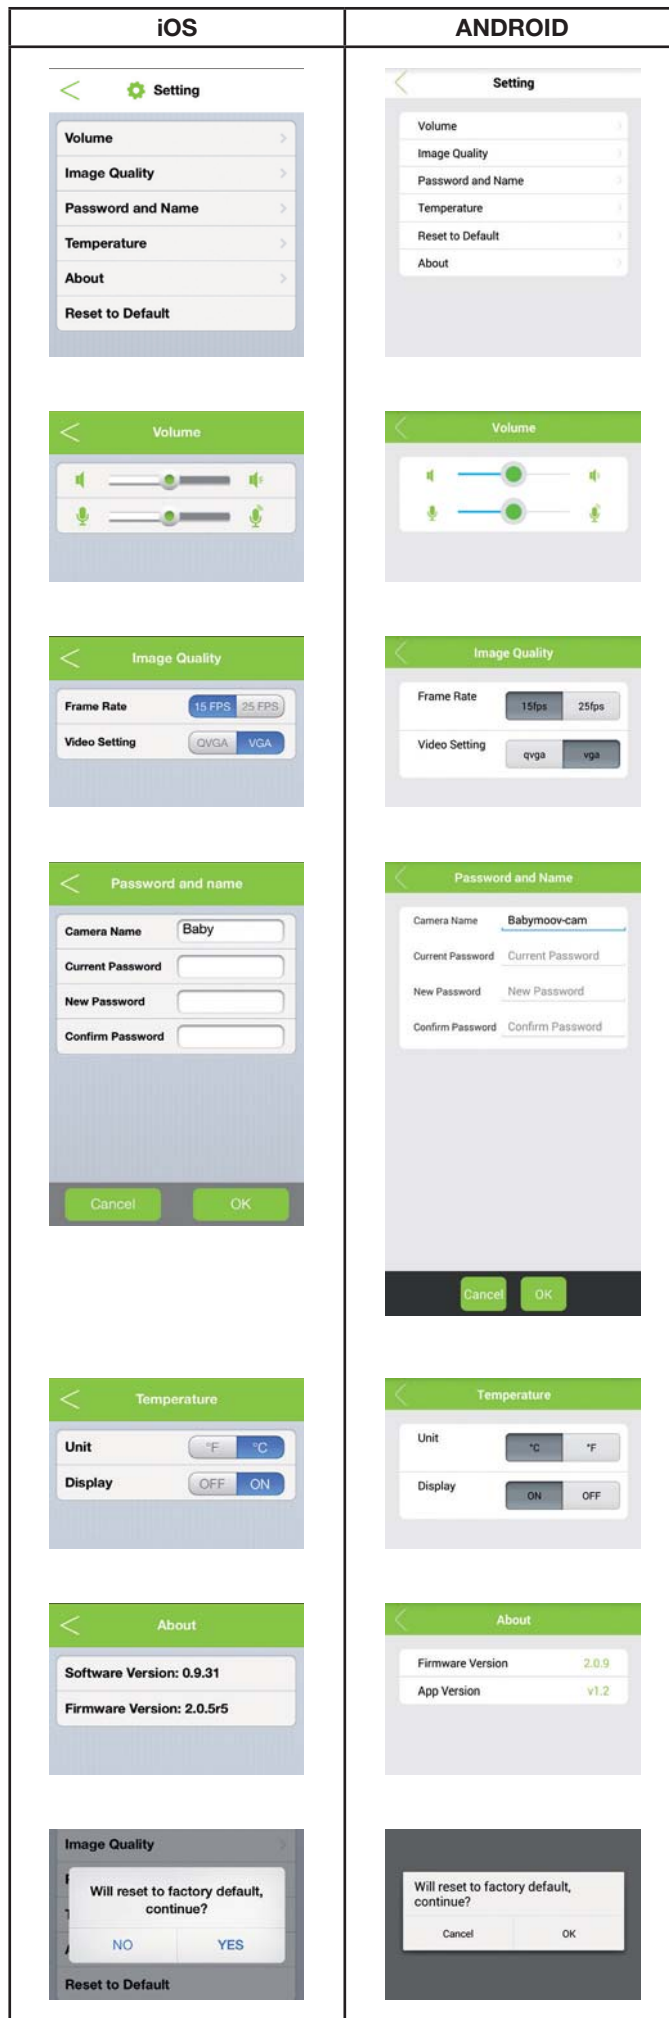 iOS
ANDROID
Setting
Volume
Image Quality
Password and Name
Temperature
About
Reset to Default
Setting
Volume
Image Quality
Password and Name
Temperature
Reset to Default
About
Volume
Volume
Image Quality
Frame Rate 15 FPS 25 FPS
Video Setting QVGA VGA
Image Quality
Frame Rate 15fps 25fps
Video Setting qvga vga
Password and name
Camera Name Baby
Current Password
New Password
Confirm Password
Cancel OK
Password and Name
Camera Name Babymoov-cam
Current Password Current Password
New Password New Password
Confirm Password Confirm Password
Cancel OK
Temperature
Unit °F °C
Display OFF ON
Temperature
Unit °C °F
Display ON OFF
About
Software Version: 0.9.31
Firmware Version: 2.0.5r5
About
Firmware Version 2.0.9
App Version v1.2
Image Quality
Will reset to factory default,
continue?
NO YES
Reset to Default
Will reset to factory default,
continue?
Cancel OK